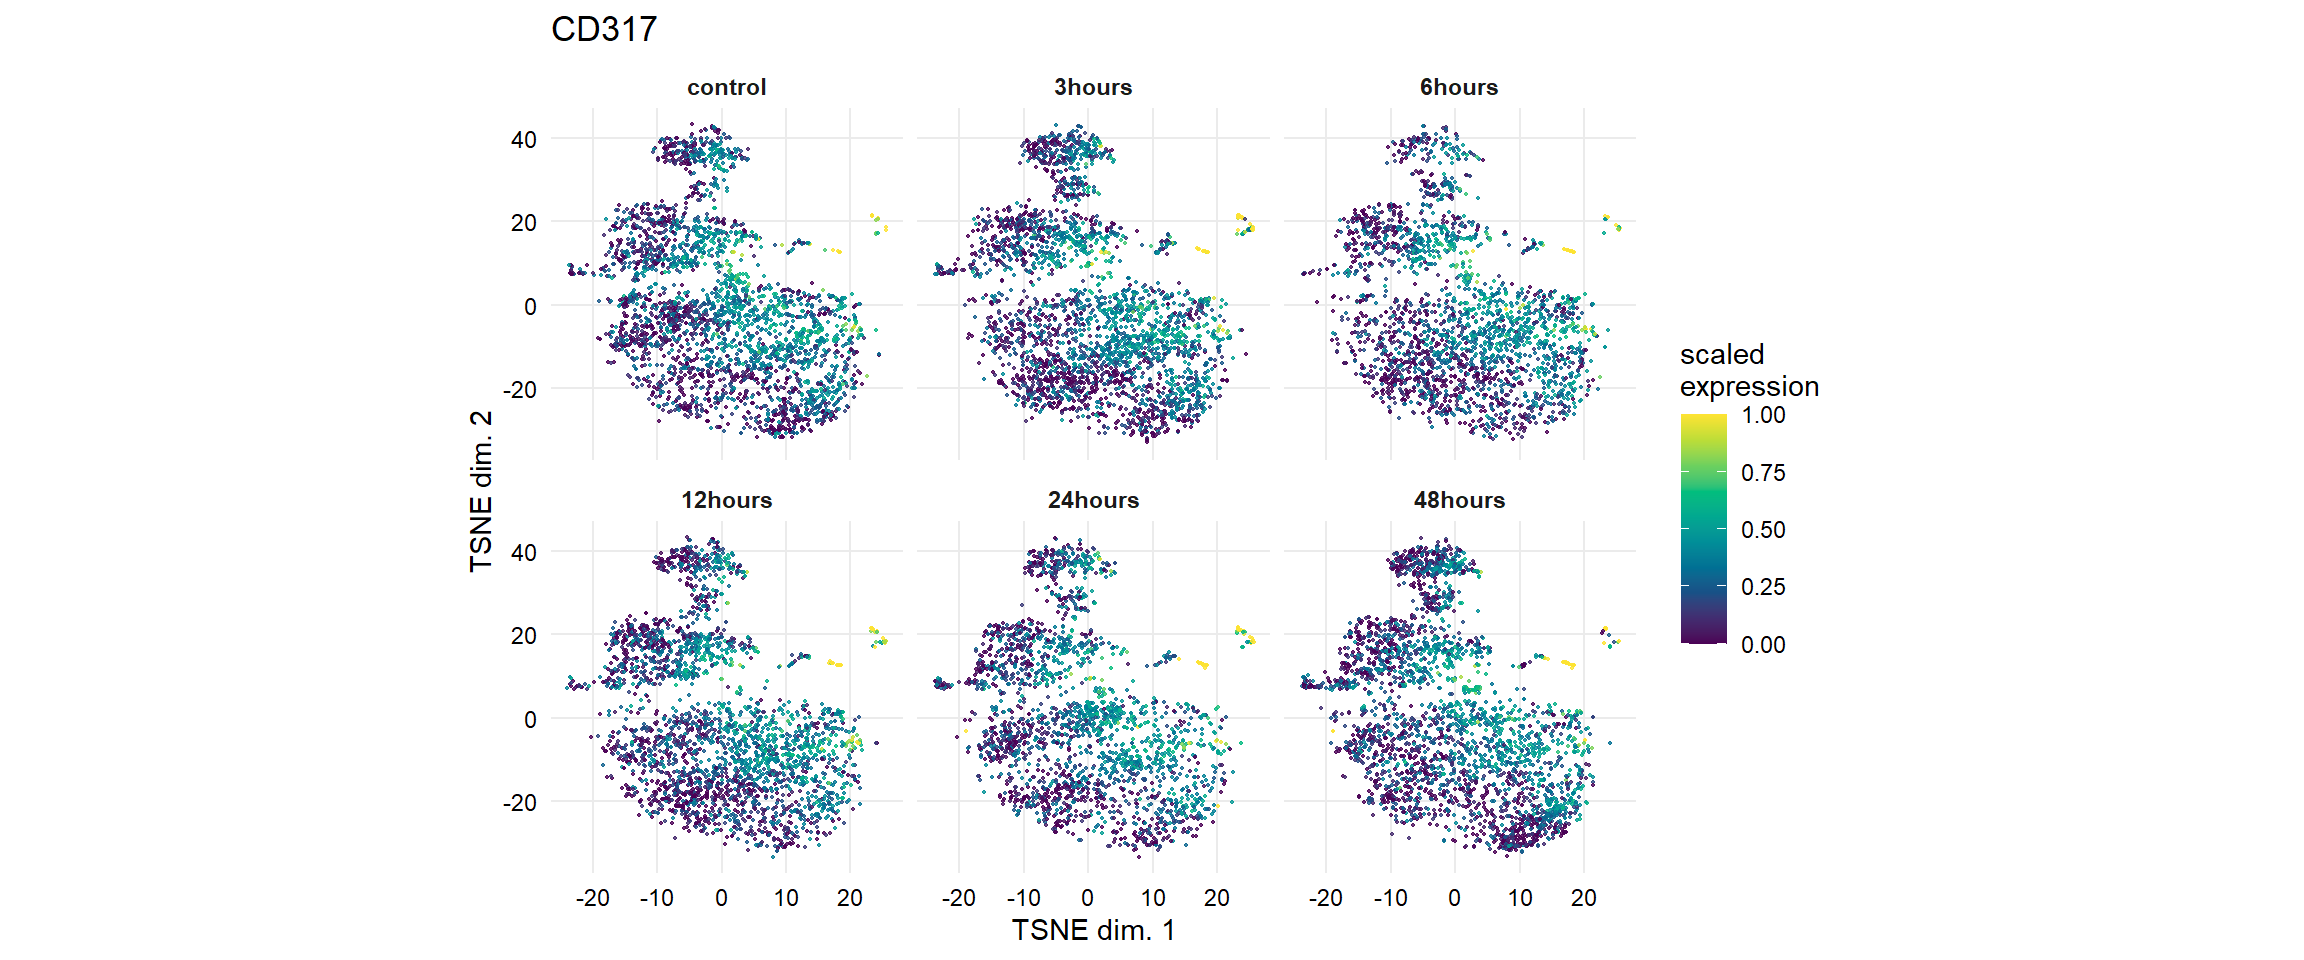 CD317
control
3hours
6hours
40
20
0
-20
12hours
24hours
48hours
40
20
0
-20
-20 -10 0 10 20
-20 -10 0 10 20
-20 -10 0 10 20
TSNE dim. 1
TSNE dim. 2
scaled
expression
1.00
0.75
0.50
0.25
0.00